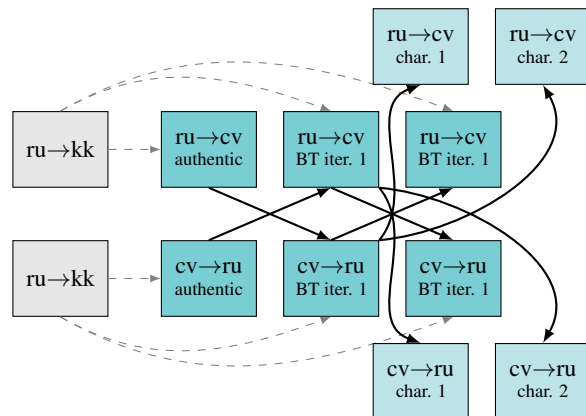 ru→cv
char. 1
ru→cv
char. 2
ru→kk
ru→cv
authentic
ru→cv
BT iter. 1
ru→cv
BT iter. 1
ru→kk
cv→ru
authentic
cv→ru
BT iter. 1
cv→ru
BT iter. 1
cv→ru
char. 1
cv→ru
char. 2